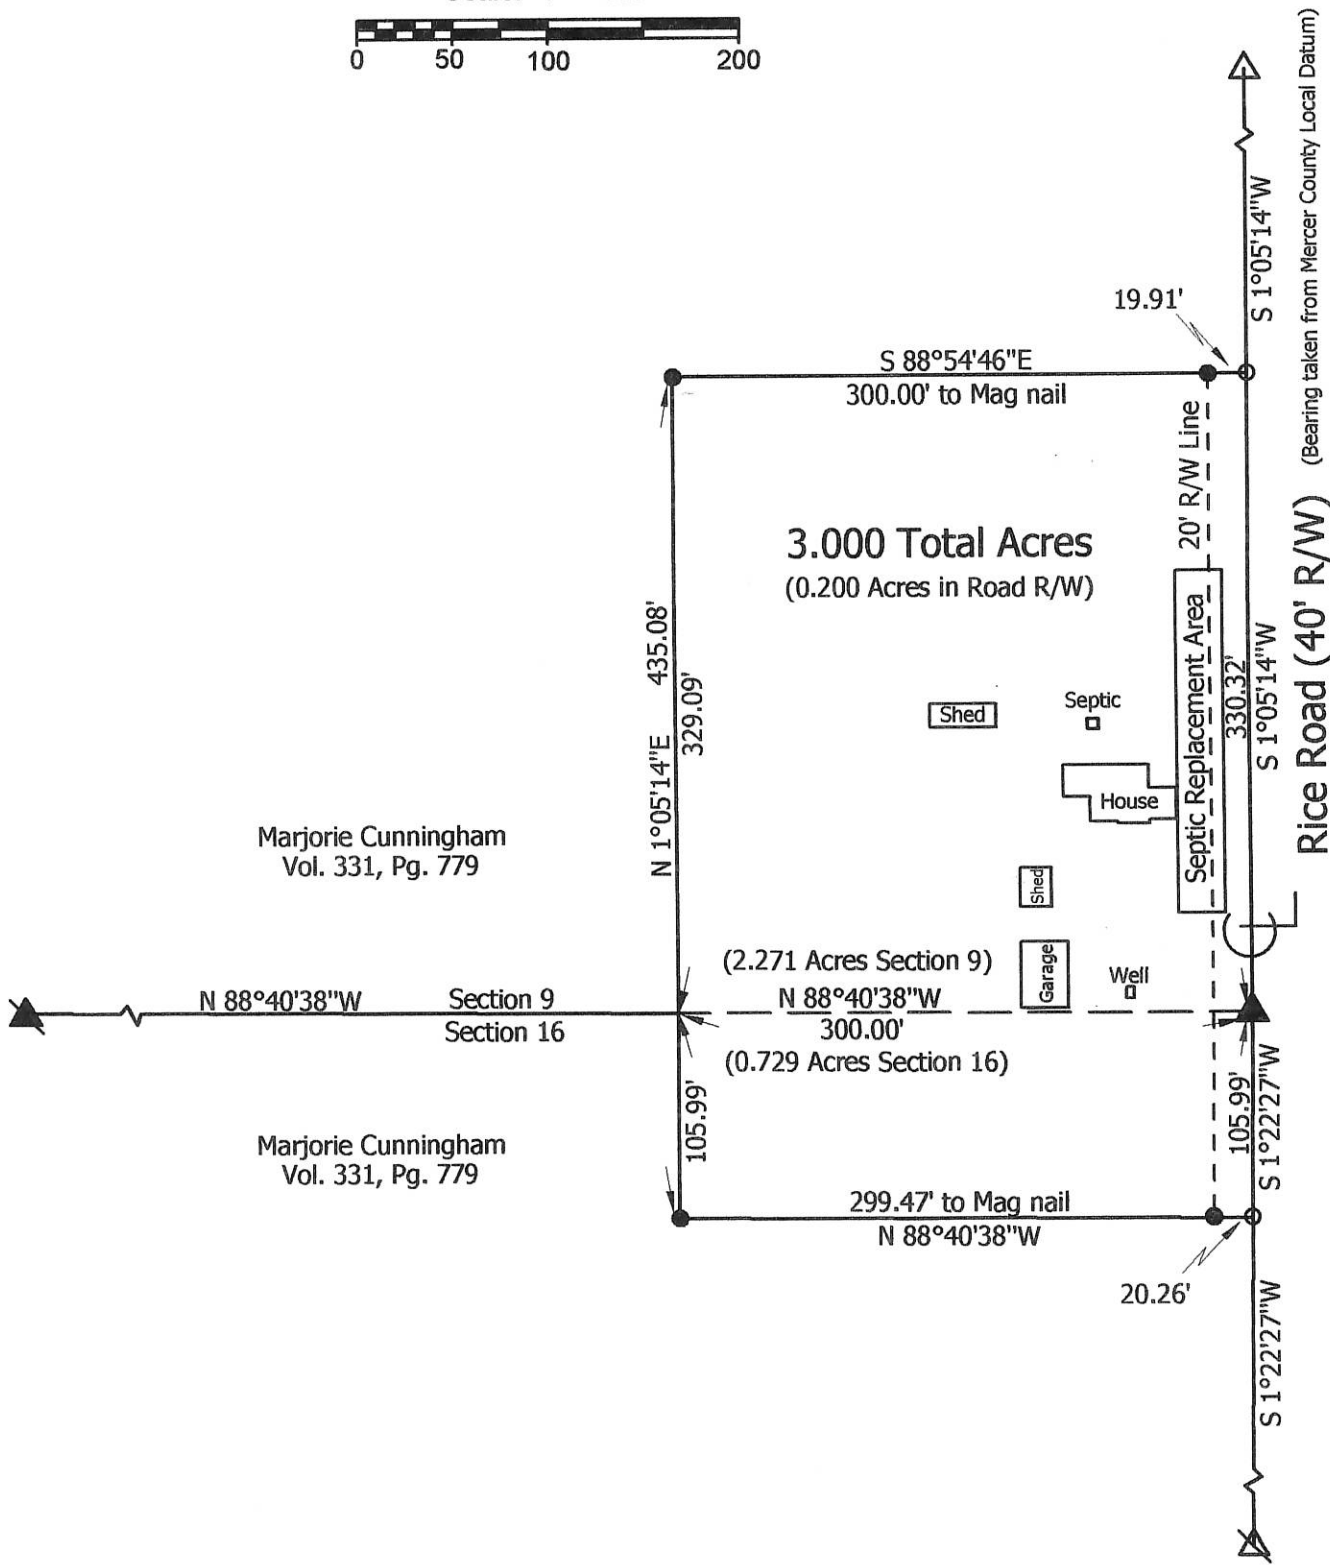 0 50 100 200
(Bearing taken from Mercer County Local Datum)
S 1°05'14"W
19.91'
S 88°54'46"E
300.00' to Mag nail
20' R/W Line
3.000 Total Acres
(0.200 Acres in Road R/W)
N 1°05'14"E 435.08'
329.09'
Septic Replacement Area
330.32'
S 1°05'14"W
Rice Road (40' R/W)
Shed
Septic
House
Marjorie Cunningham
Vol. 331, Pg. 779
Shed
Garage
Well
(2.271 Acres Section 9)
N 88°40'38"W
Section 9
N 88°40'38"W
Section 16
300.00'
(0.729 Acres Section 16)
105.99'
105.99'
S 1°22'27"W
Marjorie Cunningham
Vol. 331, Pg. 779
299.47' to Mag nail
N 88°40'38"W
20.26'
S 1°22'27"W